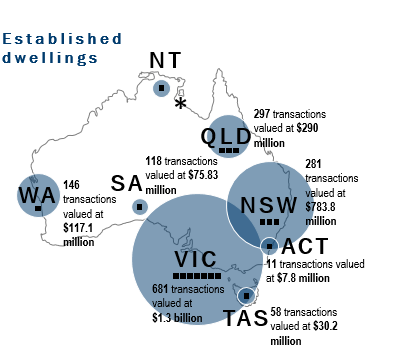 Established
dwellings
NT
*
QLD
297 transactions
valued at $290
million
118 transactions
valued at $75.83
million
SA
WA
146
transactions
valued at
$117.1
million
281
transactions
valued at
$783.8
million
NSW
VIC
681 transactions
valued at
$1.3 billion
ACT
11 transactions valued
at $7.8 million
TAS
58 transactions
valued at $30.2
million